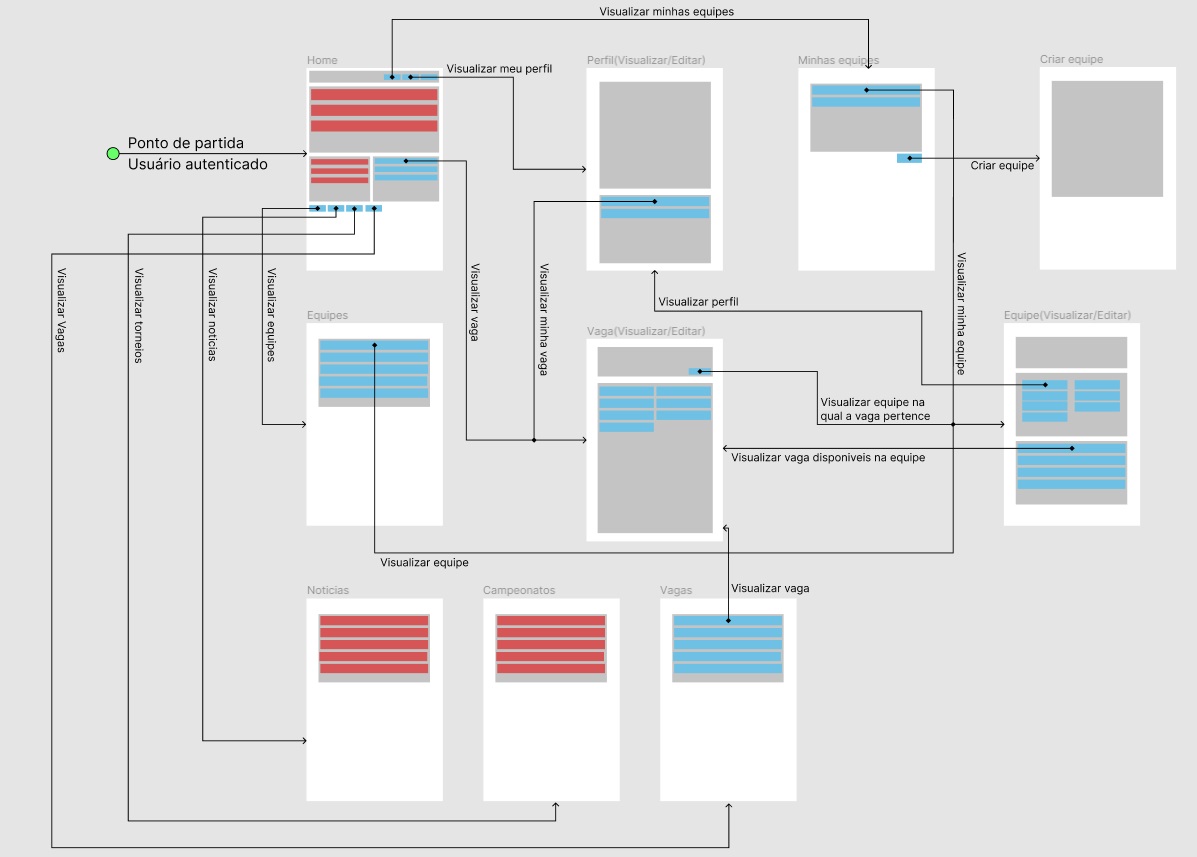 Visualizar minhas equipes
Home
Visualizar meu perfil
Perfil(Visualizar/Editar)
Minhas equipes
Criar equipe
Ponto de partida
Usuário autenticado
Criar equipe
Visualizar Vagas
Visualizar torneios
Visualizar noticias
Visualizar equipes
Visualizar vaga
Visualizar minha vaga
Visualizar perfil
Visualizar minha equipe
Equipes
Vaga(Visualizar/Editar)
Equipe(Visualizar/Editar)
Visualizar equipe na
qual a vaga pertence
Visualizar vaga disponiveis na equipe
Visualizar equipe
Noticias
Campeonatos
Vagas
Visualizar vaga